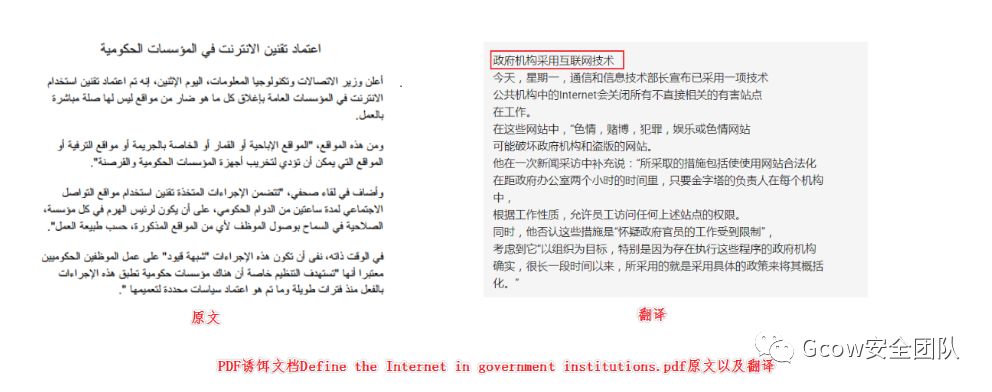 اعتماد تقنين الانترنت في المؤسسات الحكومية
أعلن وزير الاتصالات وتكنولوجيا المعلومات، اليوم الإثنين، إنه تم اعتماد تقنين استخدام
الانترنت في المؤسسات العامة بإغلاق كل ما هو ضار من مواقع ليس لها صلة مباشرة
بالعمل.
ومن هذه المواقع، "المواقع الإباحية أو القمار أو الخاصة بالجريمة أو مواقع الترفية أو
المواقع التي يمكن أن تؤدي لتخريب أجهزة المؤسسات الحكومية والقرصنة".
وأضاف في لقاء صحفي، "تتضمن الإجراءات المتخذة تقنين استخدام مواقع التواصل
الاجتماعي لمدة ساعتين من الدوام الحكومي، على أن يكون لرئيس الهرم في كل مؤسسة،
الصلاحية في السماح بوصول الموظف لأي من المواقع المذكورة، حسب طبيعة العمل".
في الوقت ذاته، نفى أن تكون هذه الإجراءات "شبهة قيود" على عمل الموظفين الحكوميين
معتبرا أنها "تستهدف التنظيم خاصة أن هناك مؤسسات حكومية تطبق هذه الإجراءات
بالفعل منذ فترات طويلة وما تم هو اعتماد سياسات محددة لتعميمها ".
原文
政府机构采用互联网技术
今天，星期一，通信和信息技术部长宣布已采用一项技术
公共机构中的Internet会关闭所有不直接相关的有害站点
在工作。
在这些网站中，“色情，赌博，犯罪，娱乐或色情网站
可能破坏政府机构和盗版的网站。
他在一次新闻采访中补充说：“所采取的措施包括使使用网站合法化
在距政府办公室两个小时的时间里，只要金字塔的负责人在每个机构
中，
根据工作性质，允许员工访问任何上述站点的权限。
同时，他否认这些措施是“怀疑政府官员的工作受到限制”，
考虑到它“以组织为目标，特别是因为存在执行这些程序的政府机构
确实，很长一段时间以来，所采用的就是采用具体的政策来将其概括
化。”
翻译
PDF诱饵文档Define the Internet in government institutions.pdf原文以及翻译
Gcow安全团队